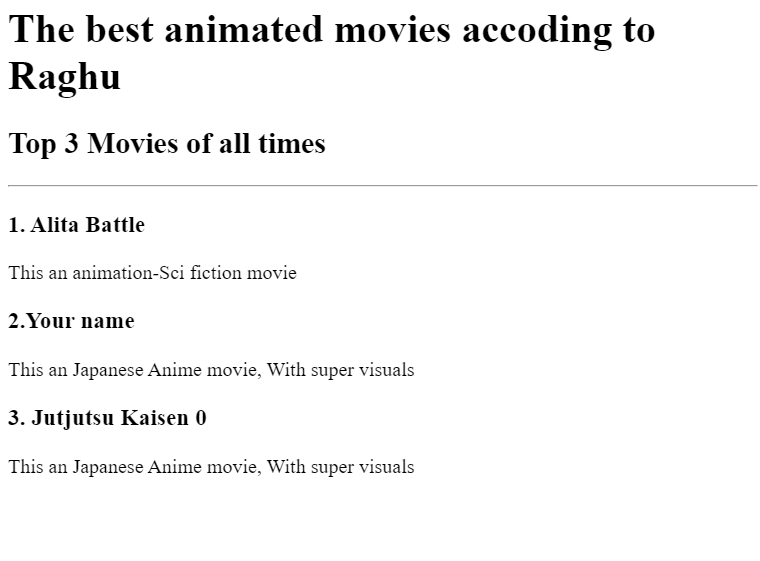 The best animated movies accoding to
Raghu
Top 3 Movies of all times
1. Alita Battle
This an animation-Sci fiction movie
2.Your name
This an Japanese Anime movie, With super visuals
3. Jutjutsu Kaisen 0
This an Japanese Anime movie, With super visuals